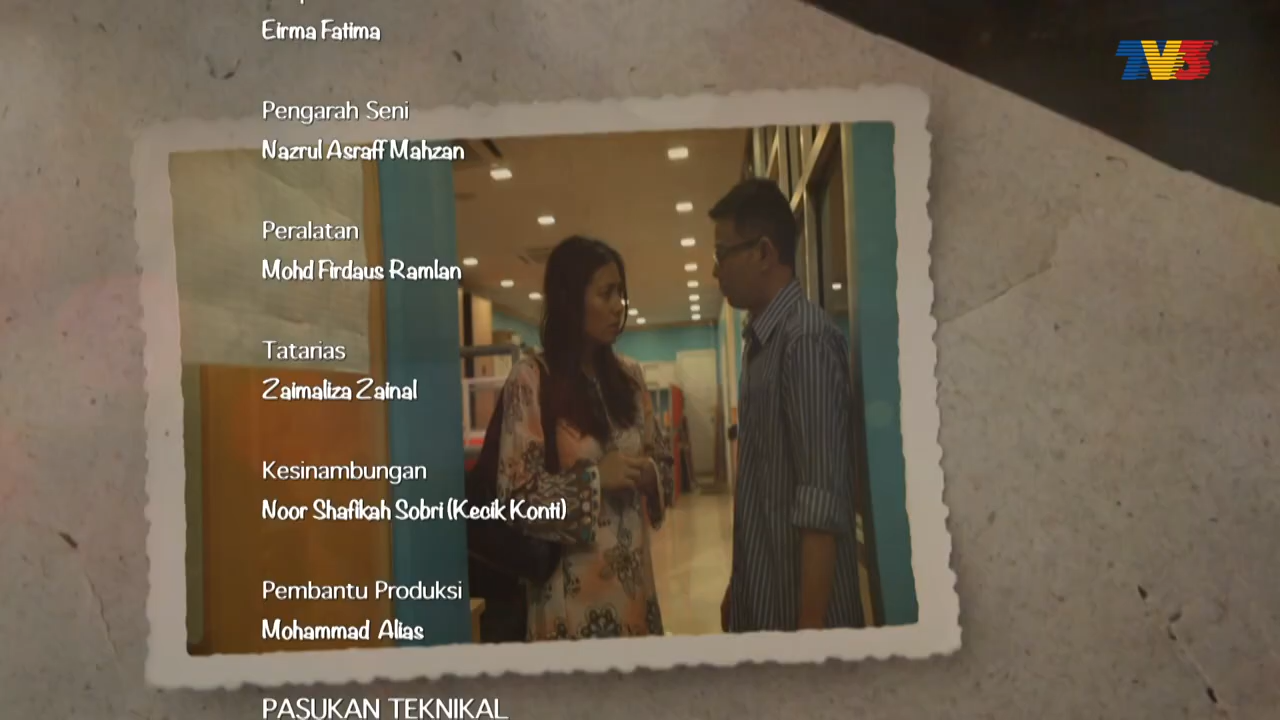 TV3
Eirma Fatima
Pengarah Seni
Nazrul Asraff Mahzan
Peralatan
Mohd Firdaus Ramlan
Tatarias
Zaimaliza Zainal
Kesinambungan
Noor Shafikah Sobri (Kecik Konti)
Pembantu Produksi
Mohammad Alias
PASUKAN TEKNIKAL